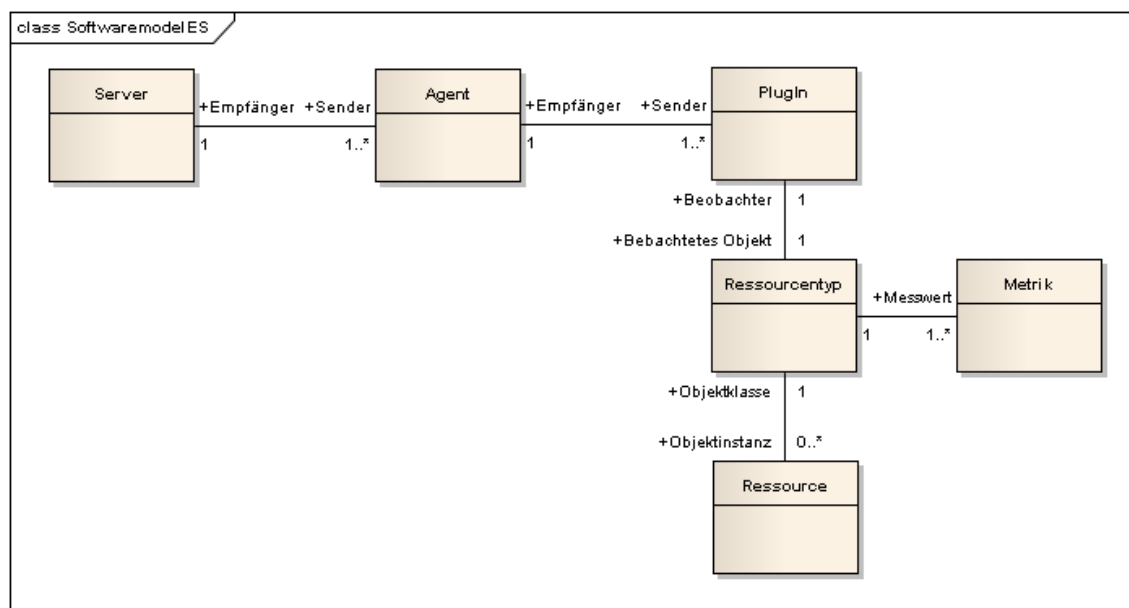 class SoftwaremodelES
Server
+Empfänger
+Sender
1
1..*
Agent
+Empfänger
+Sender
1
1..*
PlugIn
+Beobachter
1
+Bebachtetes Objekt
1
Ressourcentyp
+Messwert
1
1..*
Metrik
+Objektklasse
1
+Objektinstanz
0..*
Ressource